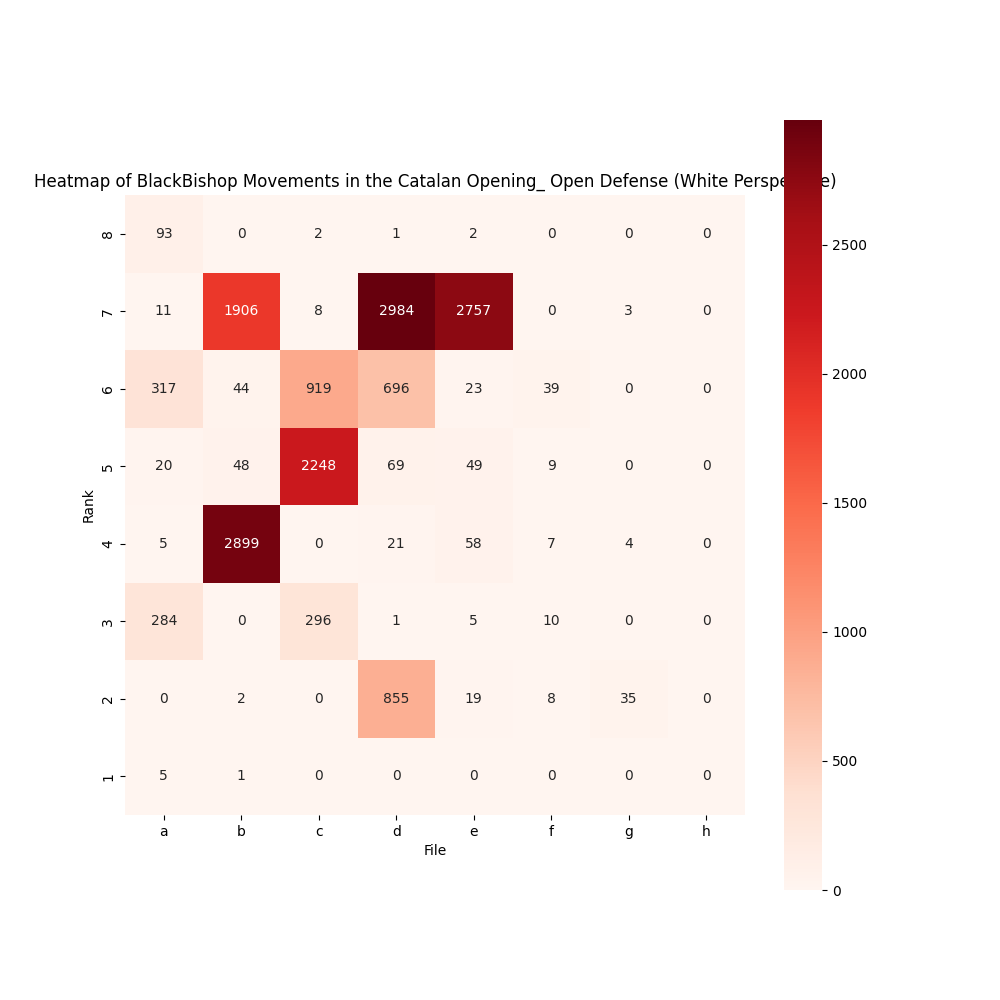 Heatmap of BlackBishop Movements in the Catalan Opening_ Open Defense (White Perspe e)
8 93 0 2 1 2 0 0 0
7 11 1906 8 2984 2757 0 3 0
6 317 44 919 696 23 39 0 0
5 20 48 2248 69 49 9 0 0
4 5 2899 0 21 58 7 4 0
3 284 0 296 1 5 10 0 0
2 0 2 0 855 19 8 35 0
1 5 1 0 0 0 0 0 0
a b c d e f g h
File
Rank
2500
2000
1500
1000
500
0